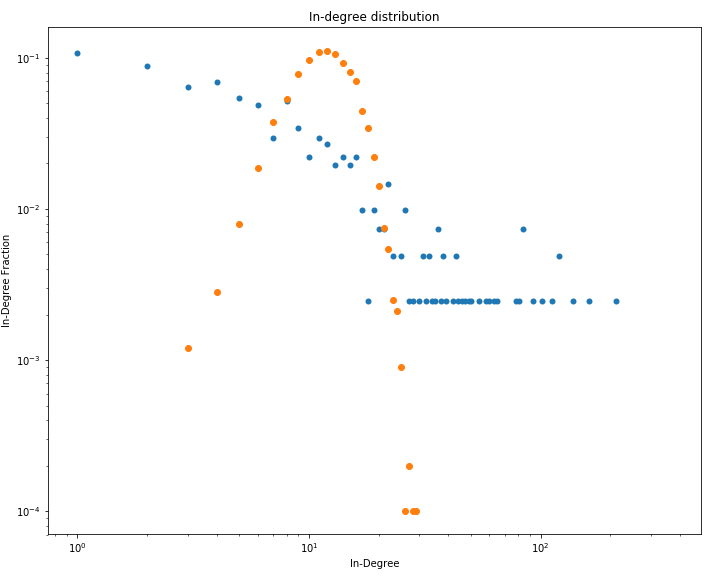 In-degree distribution
In-Degree Fraction
10⁻¹
10⁻²
10⁻³
10⁻⁴
10⁰
10¹
10²
In-Degree